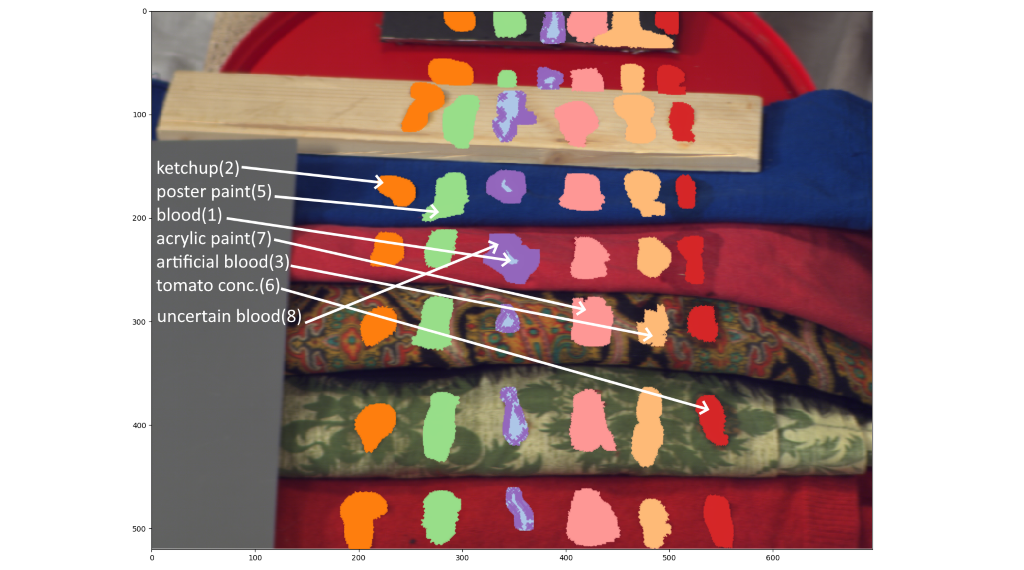 0
100
200
300
400
500
ketchup(2)
poster paint(5)
blood(1)
acrylic paint(7)
artificial blood(3)
tomato conc.(6)
uncertain blood(8)
0 100 200 300 400 500 600